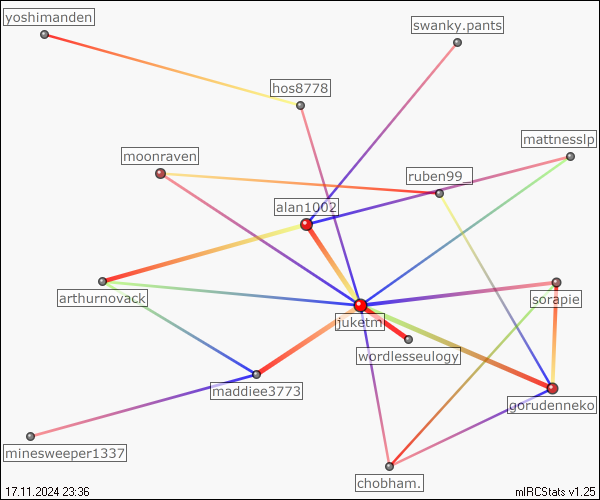 yoshimanden
swanky.pants
hos8778
mattnesslp
moonraven
ruben99_
alan1002
arthurnovack
sorapie
juketm
wordlesseulogy
maddiee3773
gorudenneko
minesweeper1337
chobham.
17.11.2024 23:36
mIRCStats v1.25